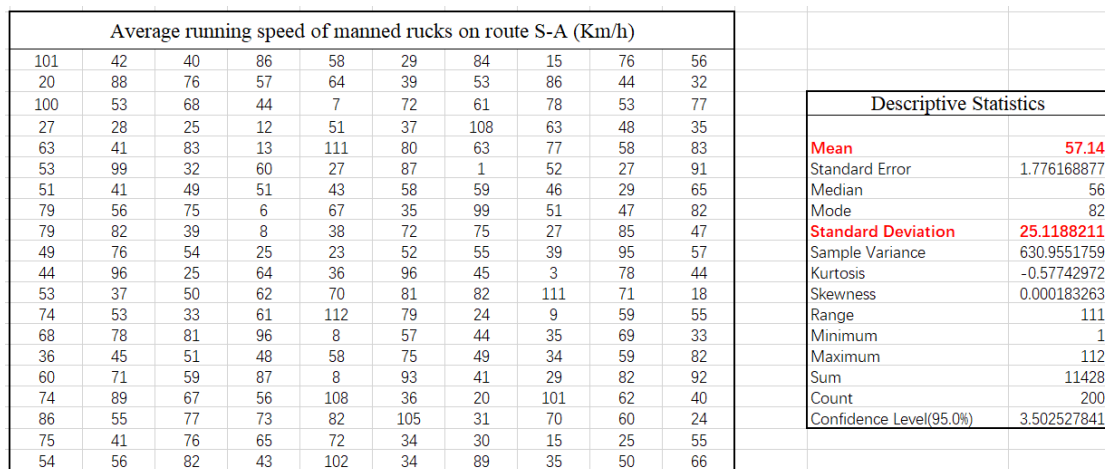 Average running speed of manned rucks on route S-A (Km/h)
101 42 40 86 58 29 84 15 76 56
20 88 76 57 64 39 53 86 44 32
100 53 68 44 7 72 61 78 53 77
Descriptive Statistics
27 28 25 12 51 37 108 63 48 35
63 41 83 13 111 80 63 77 58 83
Mean 57.14
53 99 32 60 27 87 1 52 27 91
Standard Error 1.776168877
51 41 49 51 43 58 59 46 29 65
Median 56
79 56 75 6 67 35 99 51 47 82
Mode 82
79 82 39 8 38 72 75 27 85 47
Standard Deviation 25.1188211
49 76 54 25 23 52 55 39 95 57
Sample Variance 630.9551759
44 96 25 64 36 96 45 3 78 44
Kurtosis -0.57742972
53 37 50 62 70 81 82 111 71 18
Skewness 0.000183263
74 53 33 61 112 79 24 9 59 55
Range 111
68 78 81 96 8 57 44 35 69 33
Minimum 1
36 45 51 48 58 75 49 34 59 82
Maximum 112
60 71 59 87 8 93 41 29 82 92
Sum 11428
74 89 67 56 108 36 20 101 62 40
Count 200
86 55 77 73 82 105 31 70 60 24
Confidence Level(95.0%) 3.502527841
75 41 76 65 72 34 30 15 25 55
54 56 82 43 102 34 89 35 50 66